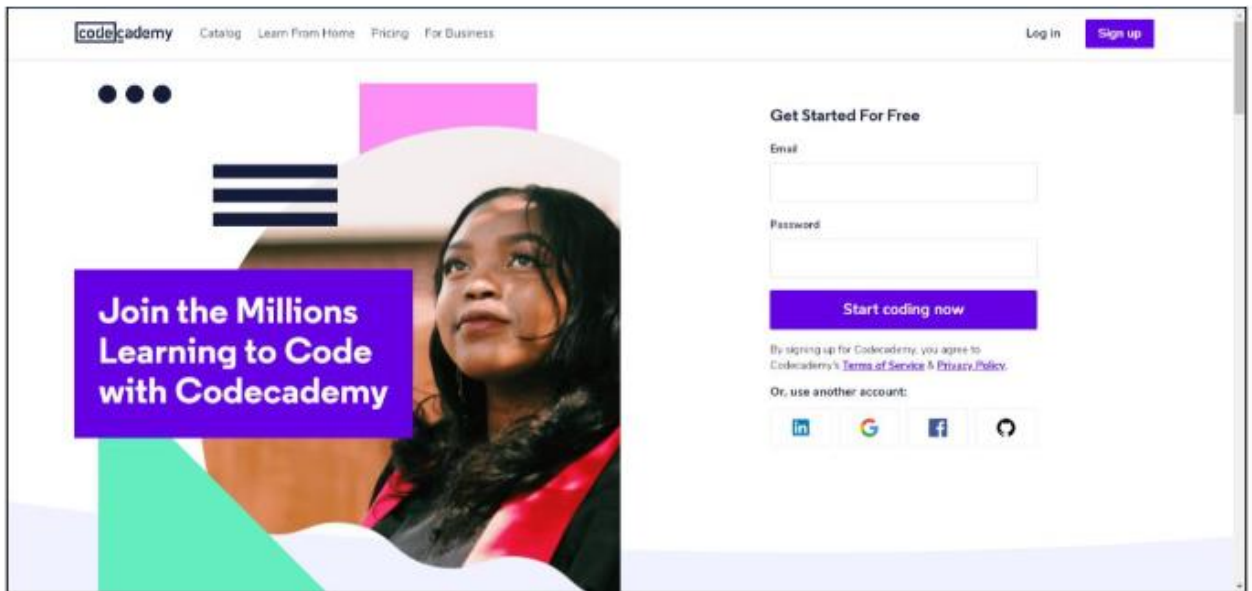 codecademy
Catalog Learn From Home Pricing For Business
Log in
Sign up
Join the Millions
Learning to Code
with Codecademy
Get Started For Free
Email
Password
Start coding now
By signing up for Codecademy, you agree to
Codecademy's Terms of Service & Privacy Policy.
Or, use another account:
in
G
f